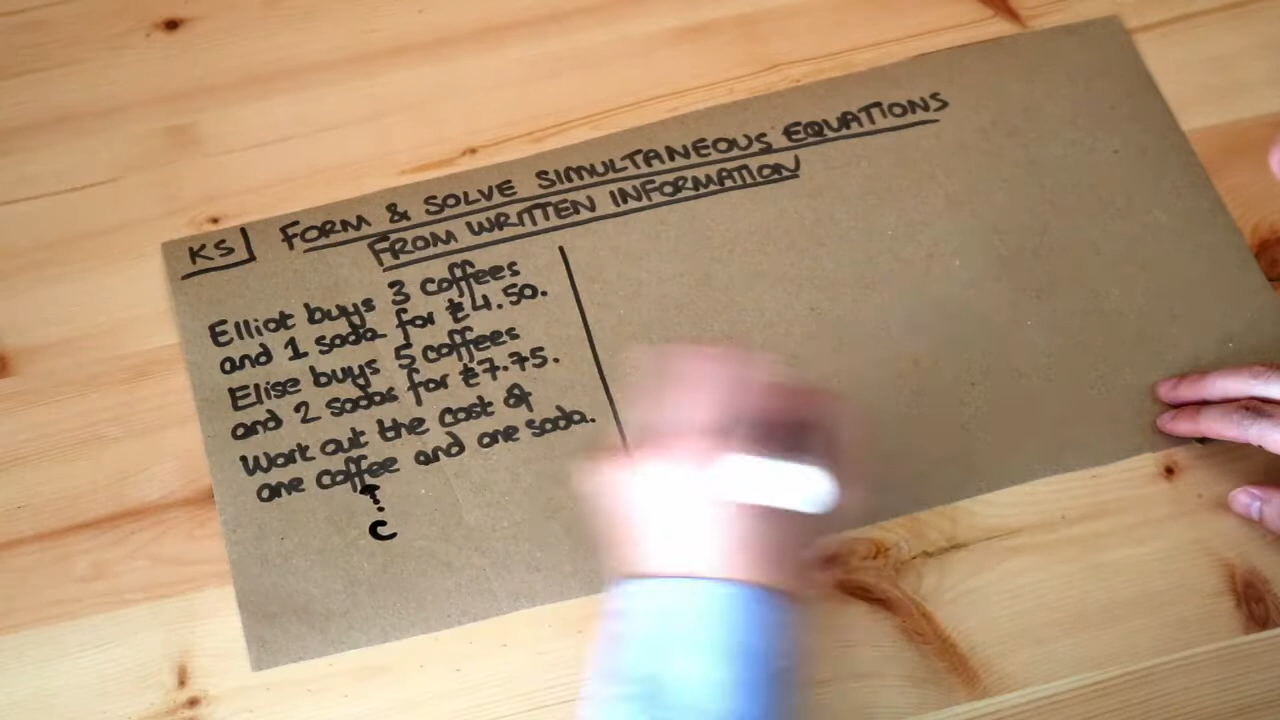 KS
FORM & SOLVE SIMULTANEOUS EQUATIONS
FROM WRITTEN INFORMATION
Elliot buys 3 coffees
and 1 soda for £4.50.
Elise buys 5 coffees
and 2 sodas for £7.75.
Work out the cost of
one coffee and one soda.
C